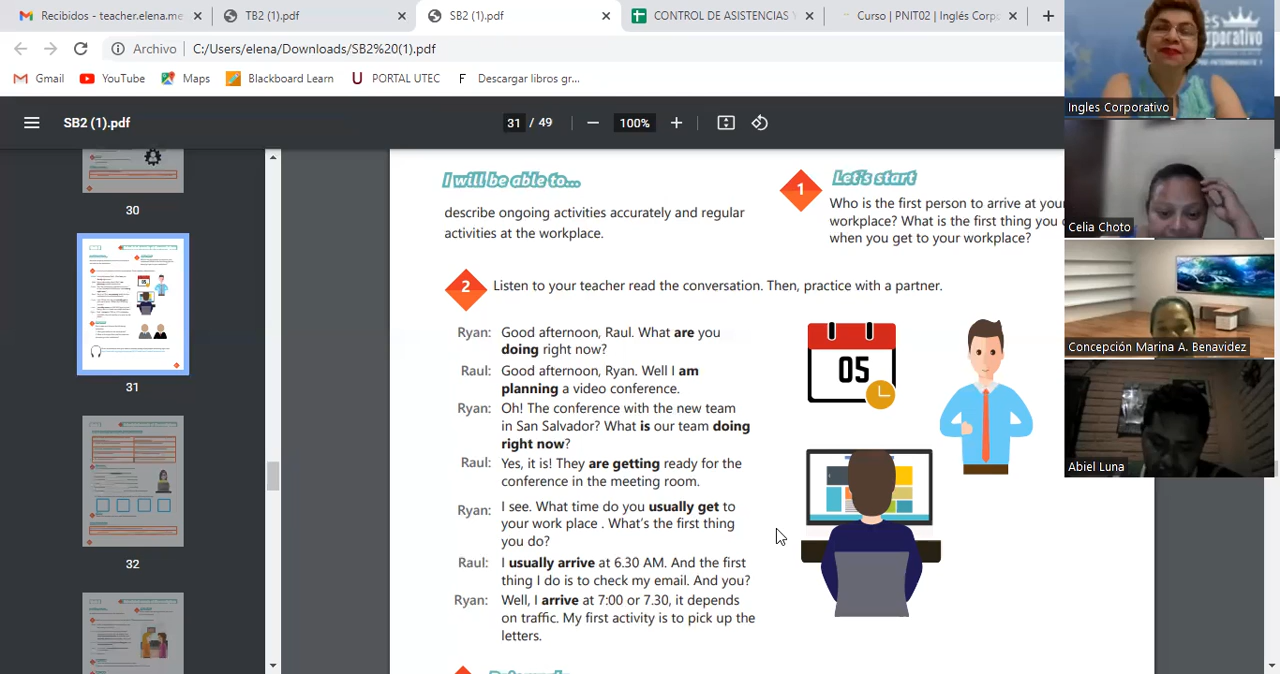 Recibidos - teacher.elena.me
TB2 (1).pdf
SB2 (1).pdf
CONTROL DE ASISTENCIAS Y
Curso | PNIT02 | Inglés Corpo
Archivo
C:/Users/elena/Downloads/SB2%20(1).pdf
Gmail
YouTube
Maps
Blackboard Learn
U PORTAL UTEC
F Descargar libros gr...
SB2 (1).pdf
31 / 49
100%
30
31
32
I will be able to...
describe ongoing activities accurately and regular
activities at the workplace.
1
Let's start
Who is the first person to arrive at your
workplace? What is the first thing you
when you get to your workplace?
2
Listen to your teacher read the conversation. Then, practice with a partner.
Ryan: Good afternoon, Raul. What are you
doing right now?
Raul: Good afternoon, Ryan. Well I am
planning a video conference.
Ryan: Oh! The conference with the new team
in San Salvador? What is our team doing
right now?
Raul: Yes, it is! They are getting ready for the
conference in the meeting room.
Ryan: I see. What time do you usually get to
your work place . What's the first thing
you do?
Raul: I usually arrive at 6.30 AM. And the first
thing I do is to check my email. And you?
Ryan: Well, I arrive at 7:00 or 7.30, it depends
on traffic. My first activity is to pick up the
letters.
05
Corporativo
Ingles Corporativo
Celia Choto
Concepción Marina A. Benavidez
Abiel Luna